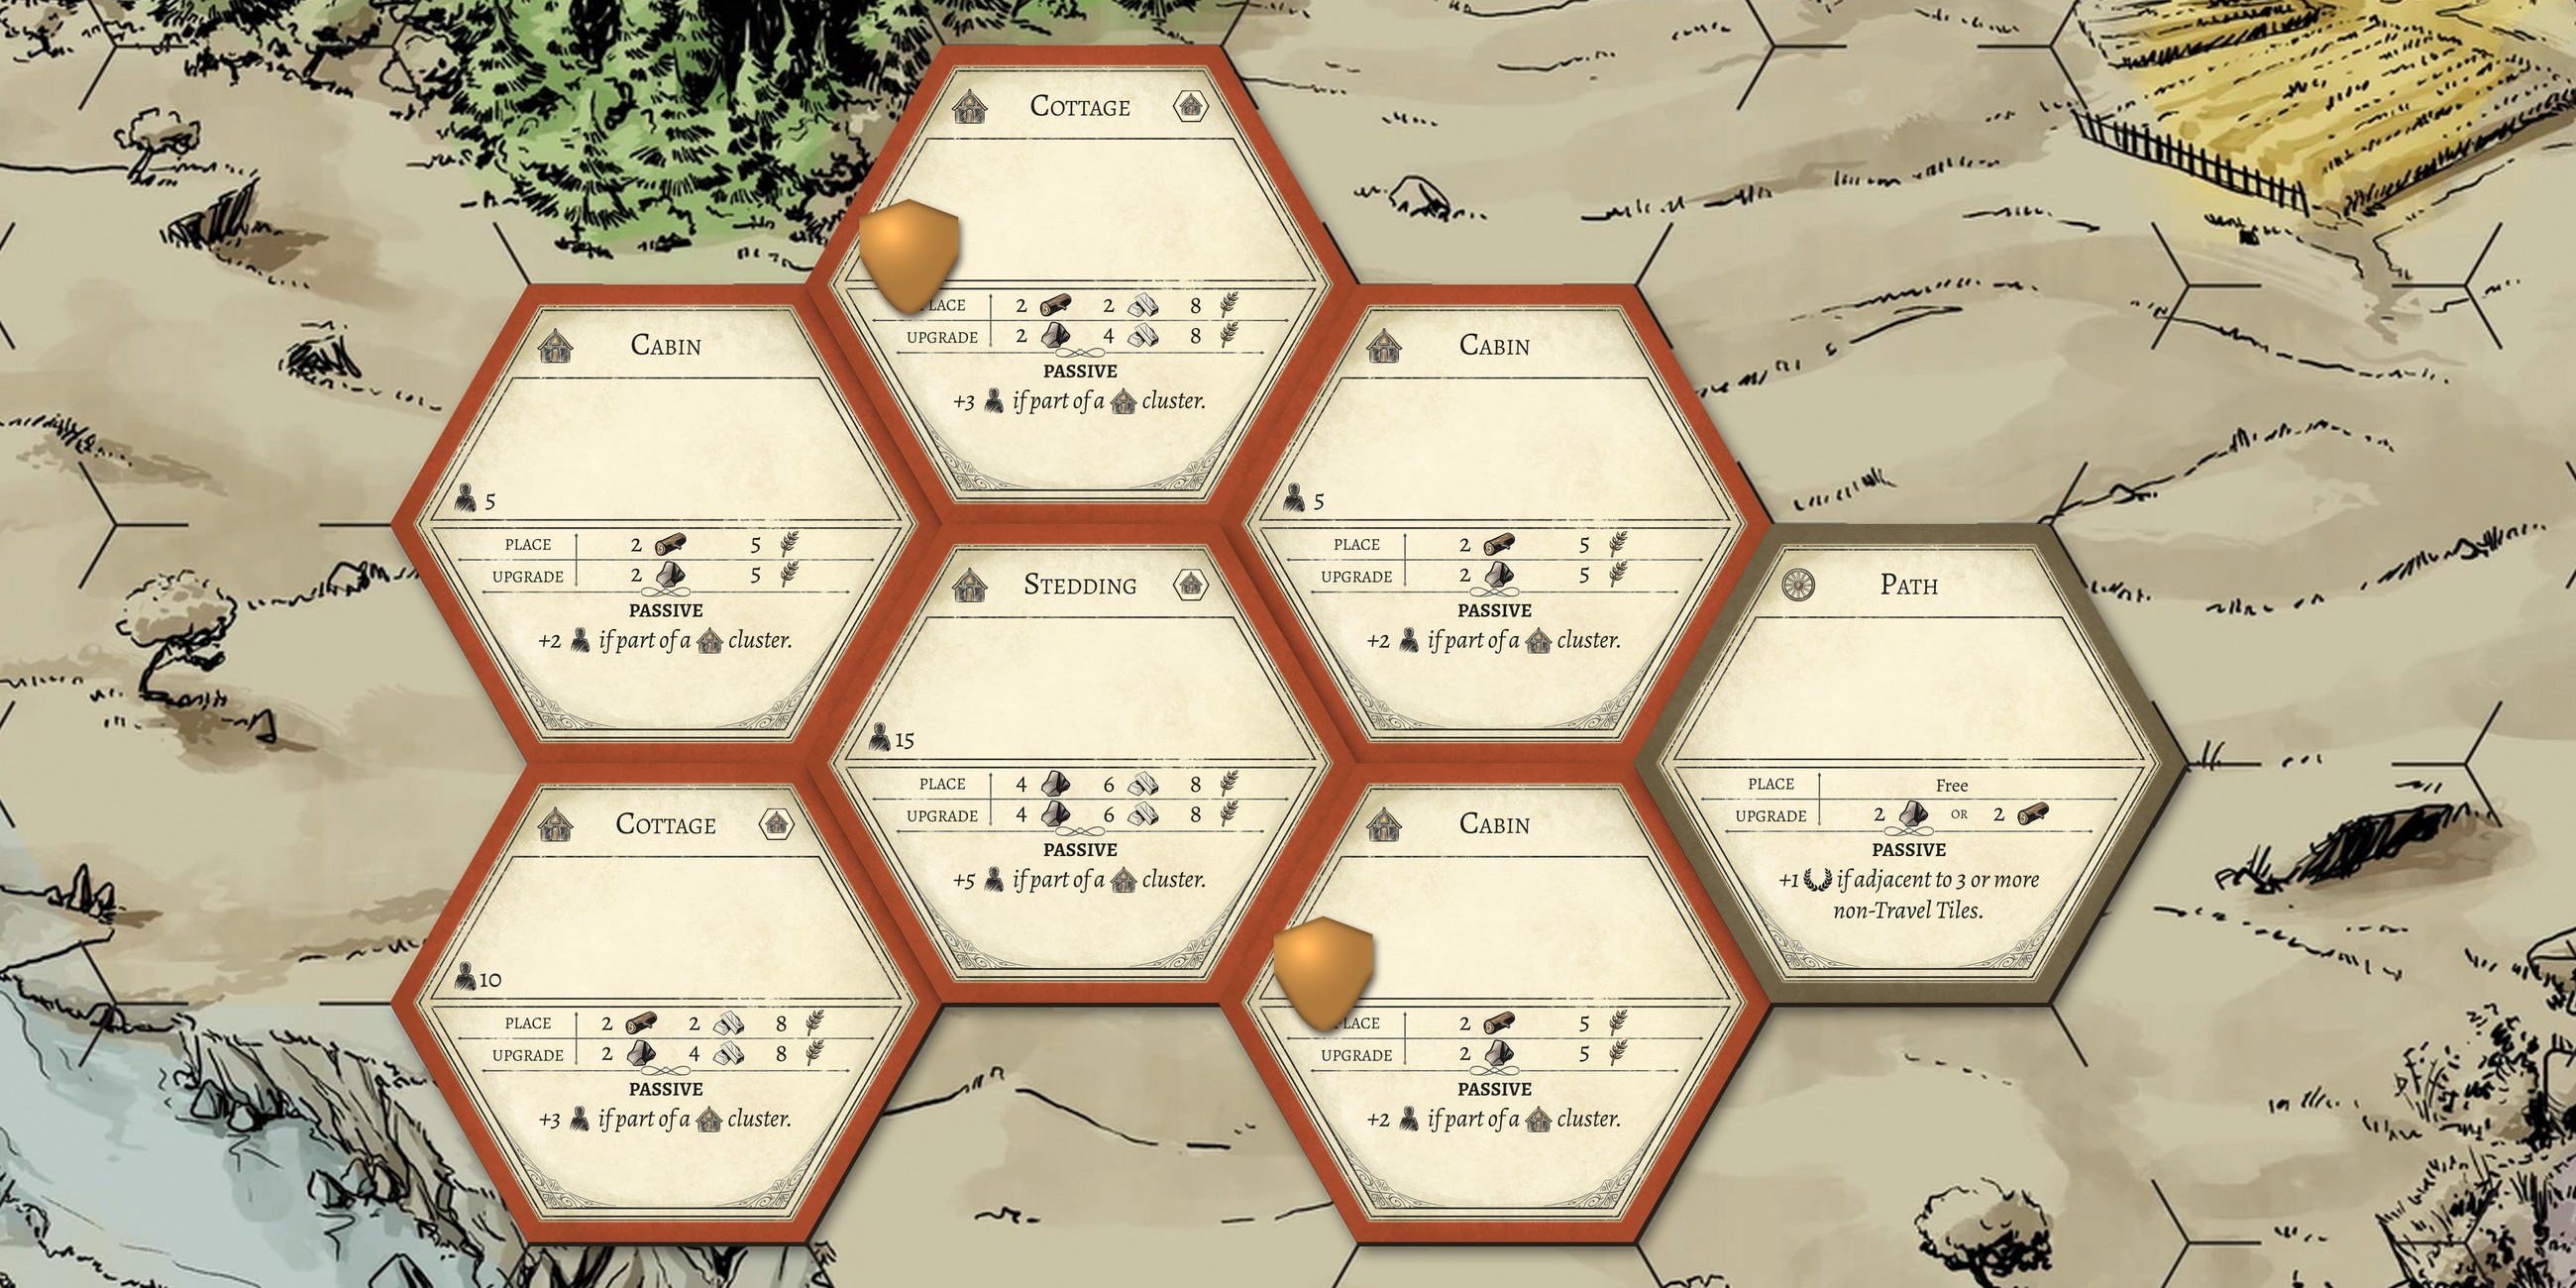 COTTAGE
2 2 8
UPGRADE 2 4 8
PASSIVE
+3 if part of a cluster.
CABIN
5
PLACE 2 5
UPGRADE 2 5
PASSIVE
+2 if part of a cluster.
CABIN
5
PLACE 2 5
UPGRADE 2 5
PASSIVE
+2 if part of a cluster.
STEDDING
15
PLACE 4 6 8
UPGRADE 4 6 8
PASSIVE
+5 if part of a cluster.
PATH
PLACE Free
UPGRADE 2 OR 2
PASSIVE
+1 if adjacent to 3 or more
non-Travel Tiles.
COTTAGE
10
PLACE 2 2 8
UPGRADE 2 4 8
PASSIVE
+3 if part of a cluster.
CABIN
2 5
UPGRADE 2 5
PASSIVE
+2 if part of a cluster.